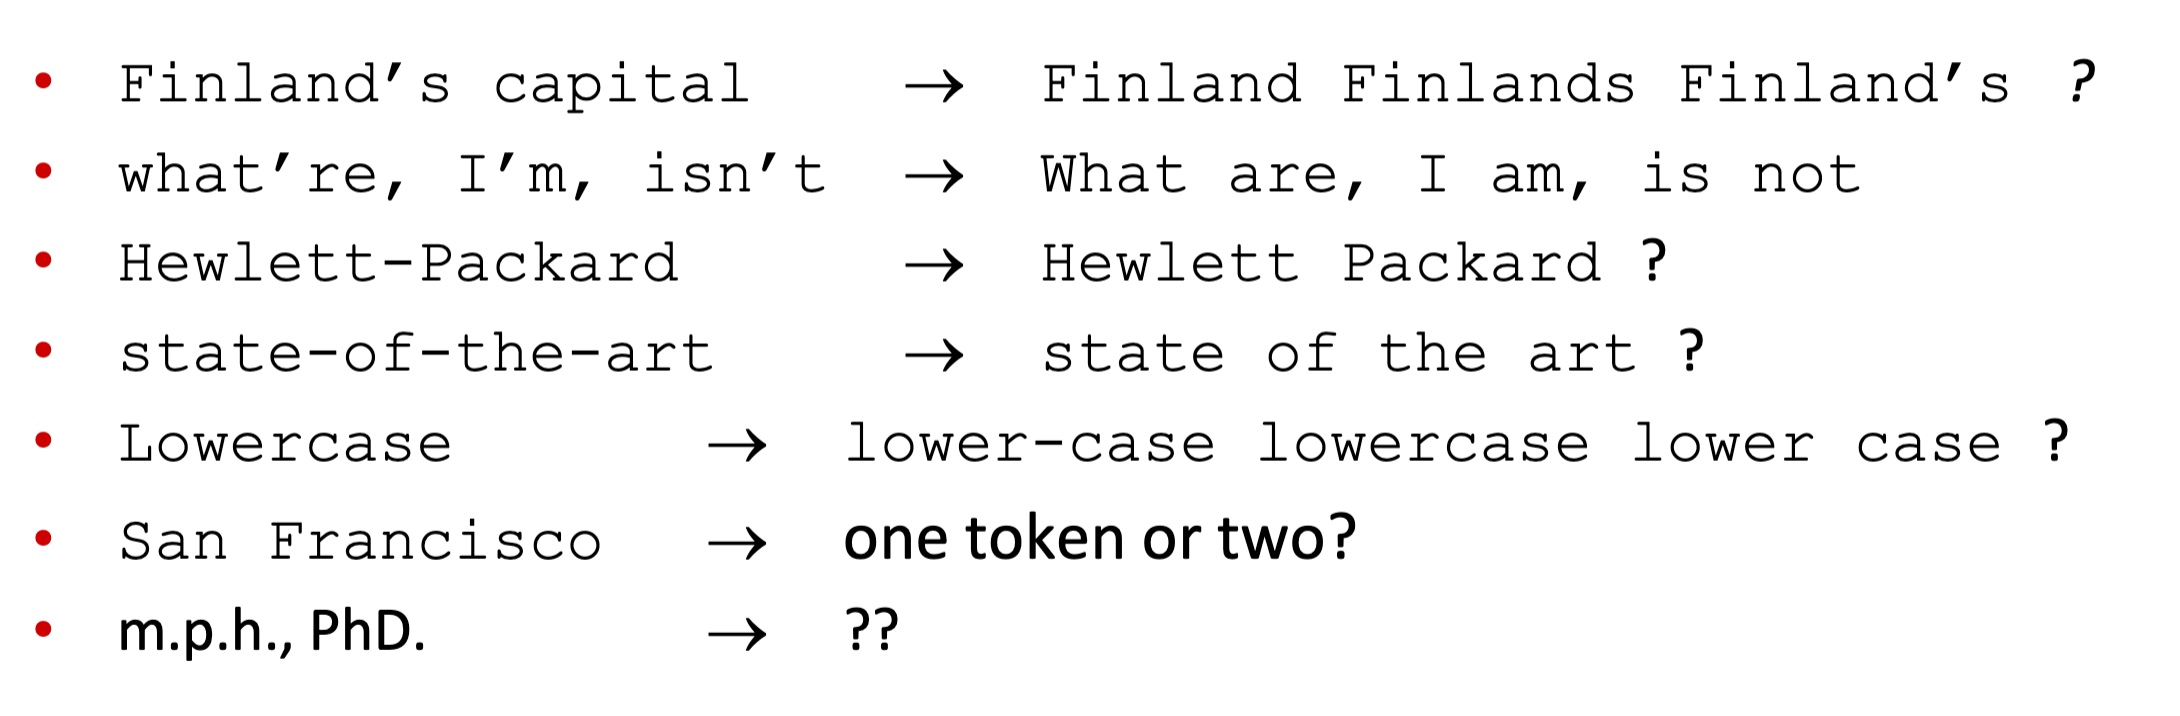 • Finland’s capital → Finland Finlands Finland’s ?
• what’re, I’m, isn’t → What are, I am, is not
• Hewlett-Packard → Hewlett Packard ?
• state-of-the-art → state of the art ?
• Lowercase → lower-case lowercase lower case ?
• San Francisco → one token or two?
• m.p.h., PhD. → ??